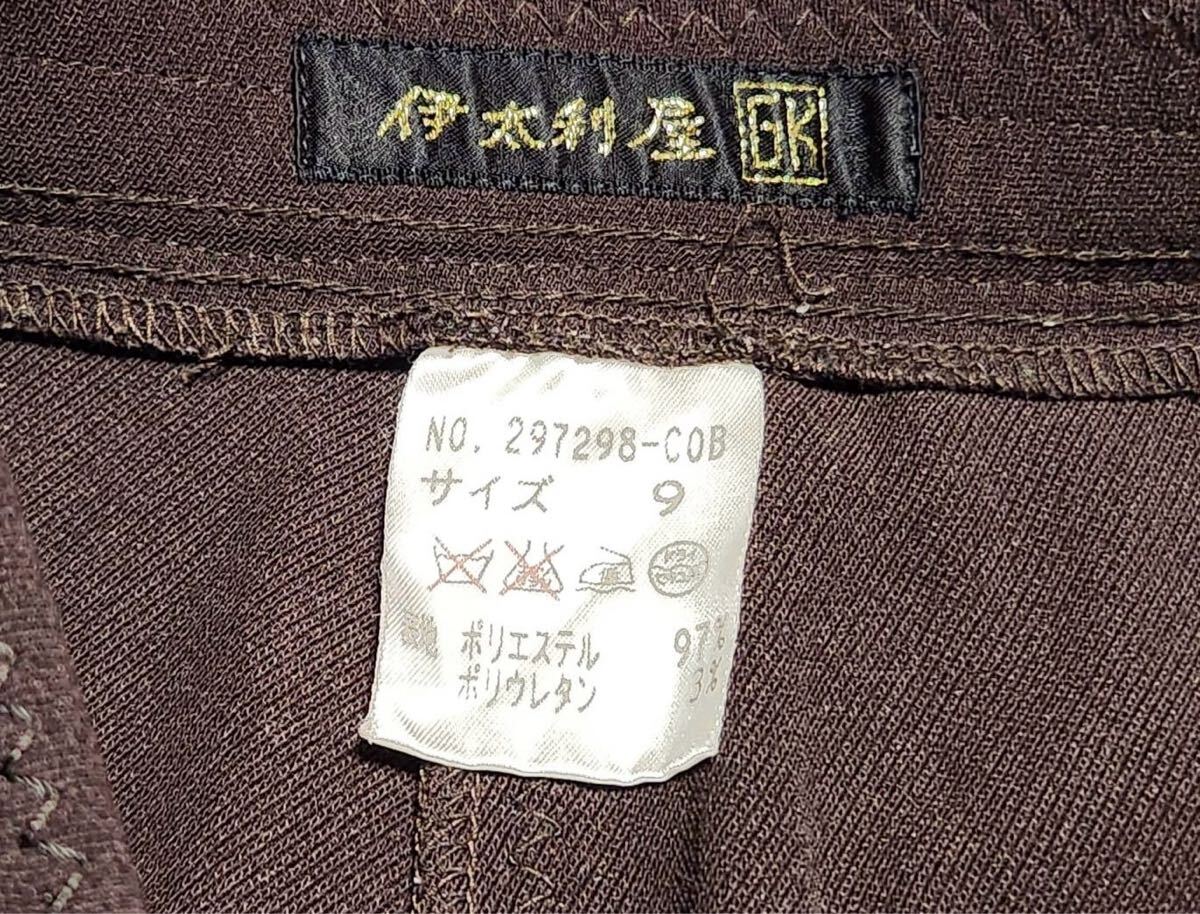 伊太利屋 GK
NO. 297298-COB
サイズ 9
ポリエステル 97%
ポリウレタン 3%